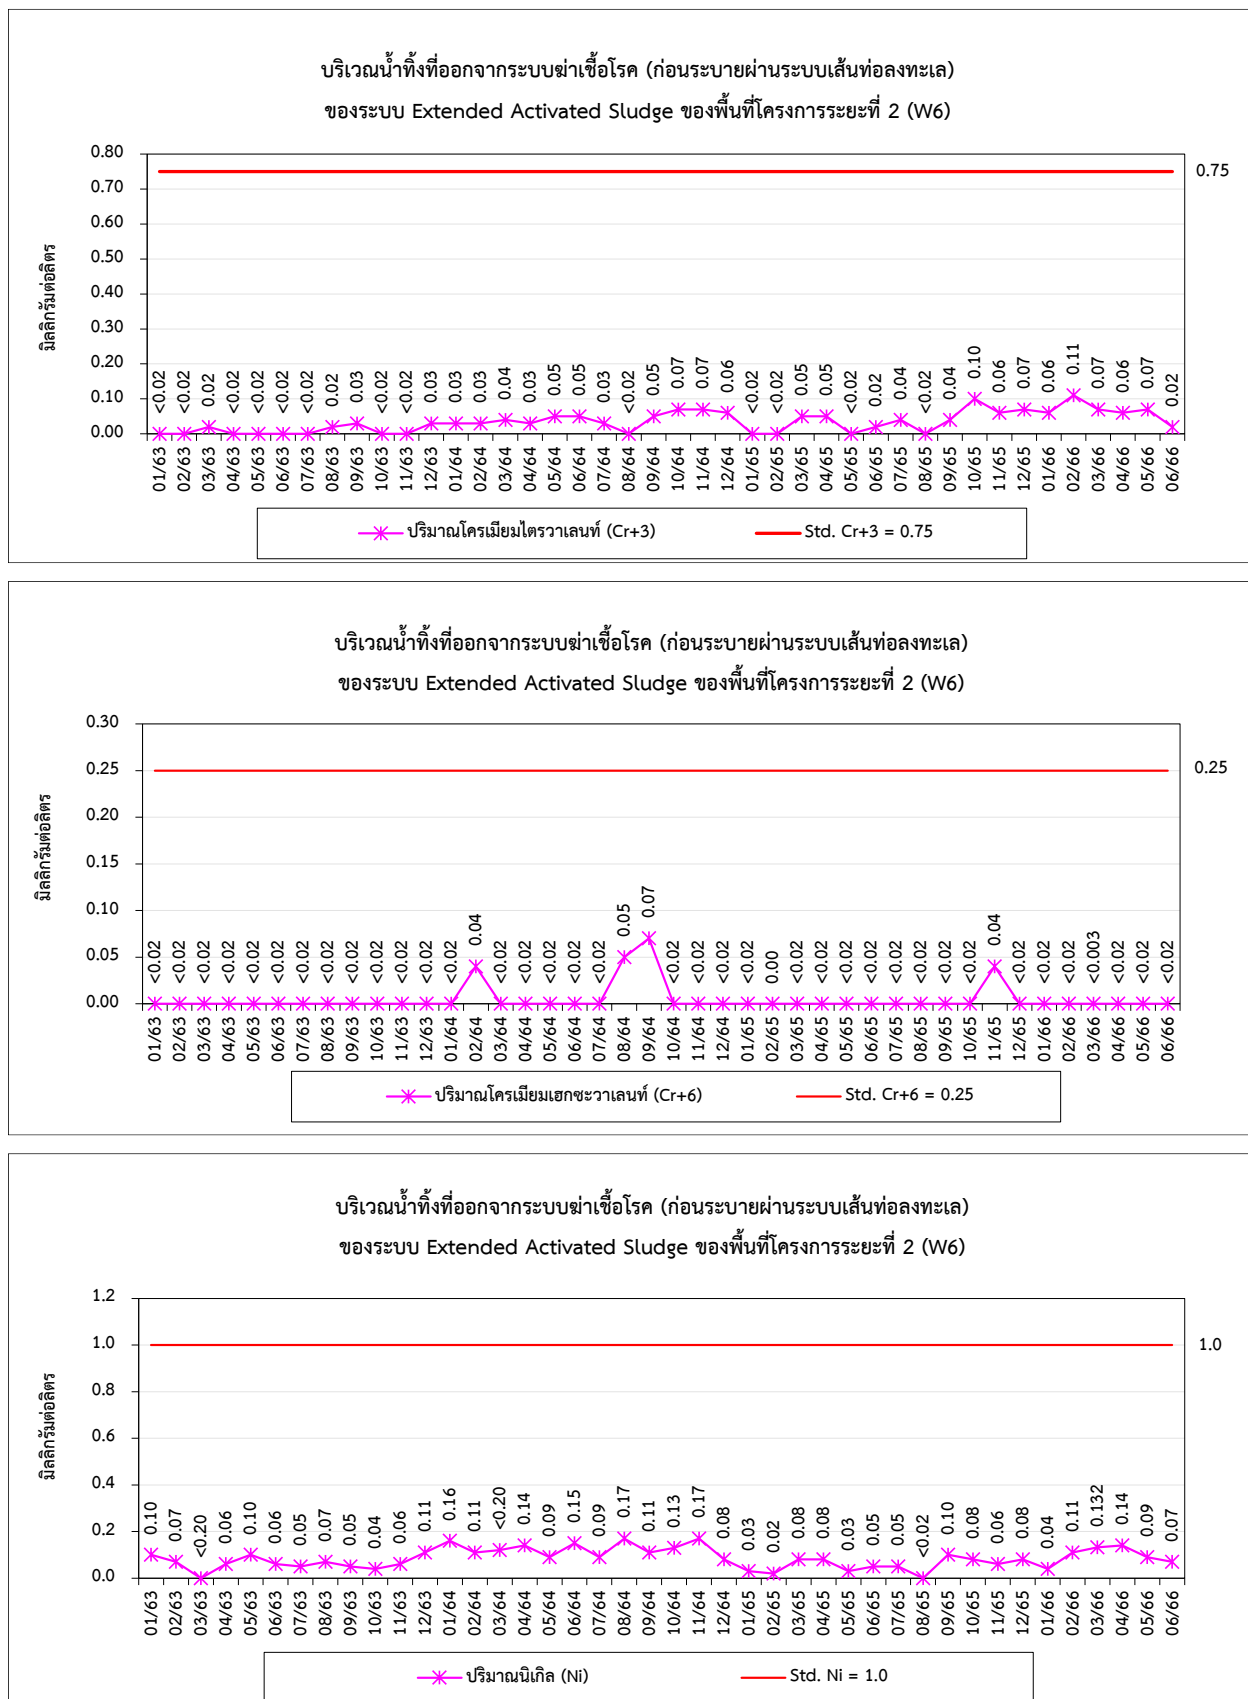 บริเวณน้ำทิ้งที่ออกจากระบบฆ่าเชื้อโรค (ก่อนระบายผ่านระบบเส้นท่อลงทะเล)
ของระบบ Extended Activated Sludge ของพื้นที่โครงการระยะที่ 2 (W6)
มิลลิกรัมต่อลิตร
0.80
0.70
0.60
0.50
0.40
0.30
0.20
0.10
0.00
0.75
<0.02 <0.02 0.02 <0.02 <0.02 <0.02 <0.02 0.02 0.03 <0.02 <0.02 0.03 0.03 0.03 0.04 0.03 0.05 0.05 0.03 <0.02 0.05 0.07 0.07 0.06 <0.02 <0.02 0.05 0.05 <0.02 0.02 0.04 <0.02 0.04 0.10 0.06 0.07 0.06 0.11 0.07 0.06 0.07 0.02
01/63 02/63 03/63 04/63 05/63 06/63 07/63 08/63 09/63 10/63 11/63 12/63 01/64 02/64 03/64 04/64 05/64 06/64 07/64 08/64 09/64 10/64 11/64 12/64 01/65 02/65 03/65 04/65 05/65 06/65 07/65 08/65 09/65 10/65 11/65 12/65 01/66 02/66 03/66 04/66 05/66 06/66
ปริมาณโครเมียมไตรวาเลนท์ (Cr+3) Std. Cr+3 = 0.75
บริเวณน้ำทิ้งที่ออกจากระบบฆ่าเชื้อโรค (ก่อนระบายผ่านระบบเส้นท่อลงทะเล)
ของระบบ Extended Activated Sludge ของพื้นที่โครงการระยะที่ 2 (W6)
มิลลิกรัมต่อลิตร
0.30
0.25
0.20
0.15
0.10
0.05
0.00
0.25
<0.02 <0.02 <0.02 <0.02 <0.02 <0.02 <0.02 <0.02 <0.02 <0.02 <0.02 <0.02 <0.02 0.04 <0.02 <0.02 <0.02 <0.02 <0.02 0.05 0.07 <0.02 <0.02 <0.02 <0.02 0.00 <0.02 <0.02 <0.02 <0.02 <0.02 <0.02 <0.02 <0.02 0.04 <0.02 <0.02 <0.02 <0.003 <0.02 <0.02 <0.02
01/63 02/63 03/63 04/63 05/63 06/63 07/63 08/63 09/63 10/63 11/63 12/63 01/64 02/64 03/64 04/64 05/64 06/64 07/64 08/64 09/64 10/64 11/64 12/64 01/65 02/65 03/65 04/65 05/65 06/65 07/65 08/65 09/65 10/65 11/65 12/65 01/66 02/66 03/66 04/66 05/66 06/66
ปริมาณโครเมียมเฮกซะวาเลนท์ (Cr+6) Std. Cr+6 = 0.25
บริเวณน้ำทิ้งที่ออกจากระบบฆ่าเชื้อโรค (ก่อนระบายผ่านระบบเส้นท่อลงทะเล)
ของระบบ Extended Activated Sludge ของพื้นที่โครงการระยะที่ 2 (W6)
มิลลิกรัมต่อลิตร
1.2
1.0
0.8
0.6
0.4
0.2
0.0
1.0
0.10 0.07 <0.20 0.06 0.10 0.06 0.05 0.07 0.05 0.04 0.06 0.11 0.16 0.11 <0.20 0.14 0.09 0.15 0.09 0.17 0.11 0.13 0.17 0.08 0.03 0.02 0.08 0.08 0.03 0.05 0.05 <0.02 0.10 0.08 0.06 0.08 0.04 0.11 0.132 0.14 0.09 0.07
01/63 02/63 03/63 04/63 05/63 06/63 07/63 08/63 09/63 10/63 11/63 12/63 01/64 02/64 03/64 04/64 05/64 06/64 07/64 08/64 09/64 10/64 11/64 12/64 01/65 02/65 03/65 04/65 05/65 06/65 07/65 08/65 09/65 10/65 11/65 12/65 01/66 02/66 03/66 04/66 05/66 06/66
ปริมาณนิเกิล (Ni) Std. Ni = 1.0